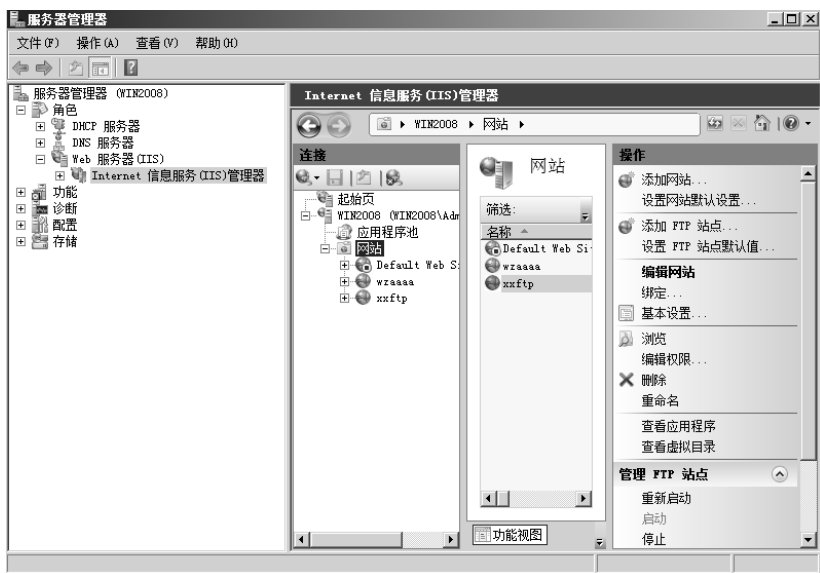 服务器管理器
文件(F) 操作(A) 查看(V) 帮助(H)
服务器管理器 (WIN2008)
角色
DHCP 服务器
DNS 服务器
Web 服务器(IIS)
Internet 信息服务(IIS)管理器
功能
诊断
配置
存储
Internet 信息服务(IIS)管理器
WIN2008 网站
连接
起始页
WIN2008 (WIN2008\Adm
应用程序池
网站
Default Web S
wzaaaa
xxftp
网站
筛选:
名称
Default Web Si
wzaaaa
xxftp
功能视图
操作
添加网站...
设置网站默认设置...
添加 FTP 站点...
设置 FTP 站点默认值...
编辑网站
绑定...
基本设置...
浏览
编辑权限...
删除
重命名
查看应用程序
查看虚拟目录
管理 FTP 站点
重新启动
启动
停止